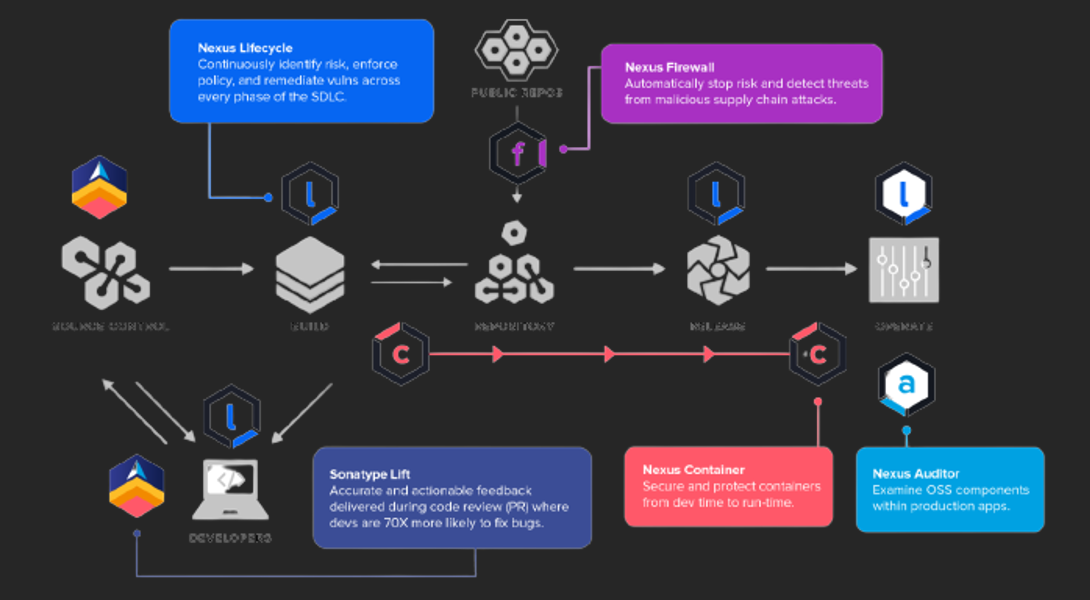 Nexus Lifecycle
Continuously identify risk, enforce
policy, and remediate vulns across
every phase of the SDLC.
PUBLIC REPOS
Nexus Firewall
Automatically stop risk and detect threats
from malicious supply chain attacks.
f
l
l
l
SOURCE CONTROL
BUILD
REPOSITORY
RELEASE
OPERATE
c
c
a
l
</>
DEVELOPERS
Sonatype Lift
Accurate and actionable feedback
delivered during code review (PR) where
devs are 70X more likely to fix bugs.
Nexus Container
Secure and protect containers
from dev time to run-time.
Nexus Auditor
Examine OSS components
within production apps.